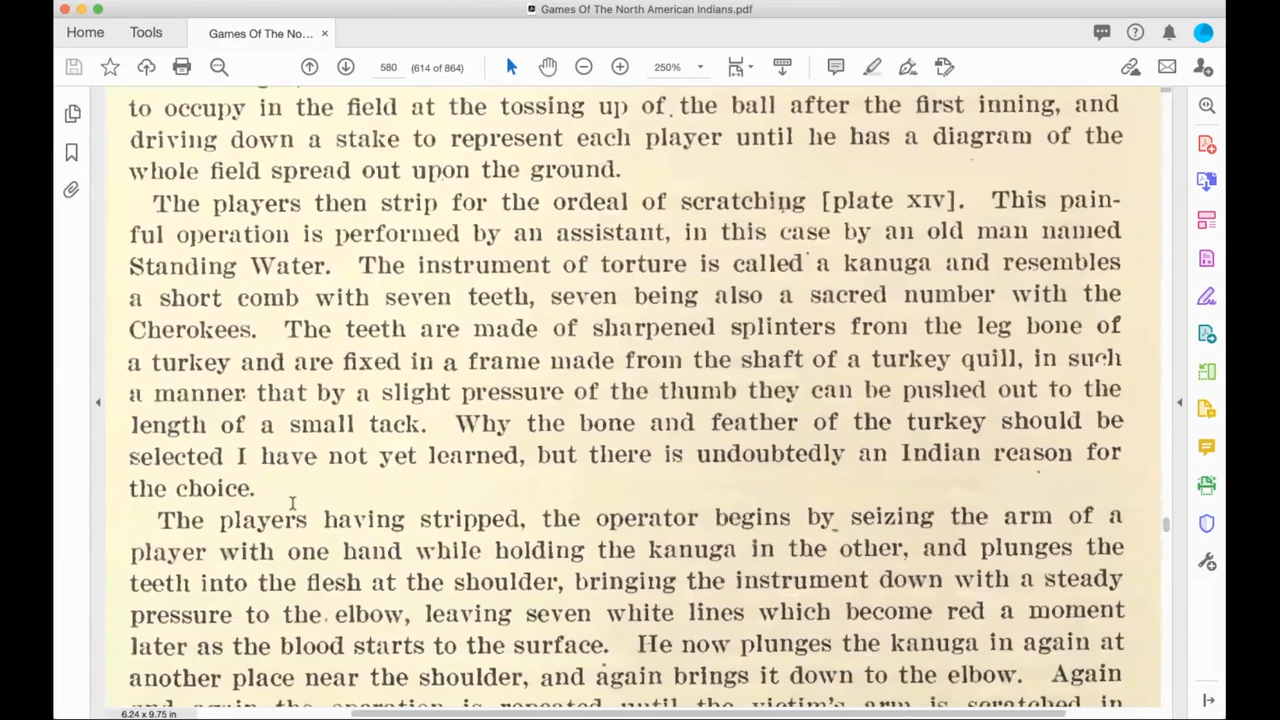 Games Of The North American Indians.pdf
Home Tools Games Of The No... ×
580 (614 of 864) 250%
to occupy in the field at the tossing up of the ball after the first inning, and
driving down a stake to represent each player until he has a diagram of the
whole field spread out upon the ground.
The players then strip for the ordeal of scratching [plate XIV]. This pain-
ful operation is performed by an assistant, in this case by an old man named
Standing Water. The instrument of torture is called a kanuga and resembles
a short comb with seven teeth, seven being also a sacred number with the
Cherokees. The teeth are made of sharpened splinters from the leg bone of
a turkey and are fixed in a frame made from the shaft of a turkey quill, in such
a manner that by a slight pressure of the thumb they can be pushed out to the
length of a small tack. Why the bone and feather of the turkey should be
selected I have not yet learned, but there is undoubtedly an Indian reason for
the choice.
The players having stripped, the operator begins by seizing the arm of a
player with one hand while holding the kanuga in the other, and plunges the
teeth into the flesh at the shoulder, bringing the instrument down with a steady
pressure to the elbow, leaving seven white lines which become red a moment
later as the blood starts to the surface. He now plunges the kanuga in again at
another place near the shoulder, and again brings it down to the elbow. Again
and again the operation is repeated until the victim's arm is scratched in
6.24 x 9.75 in